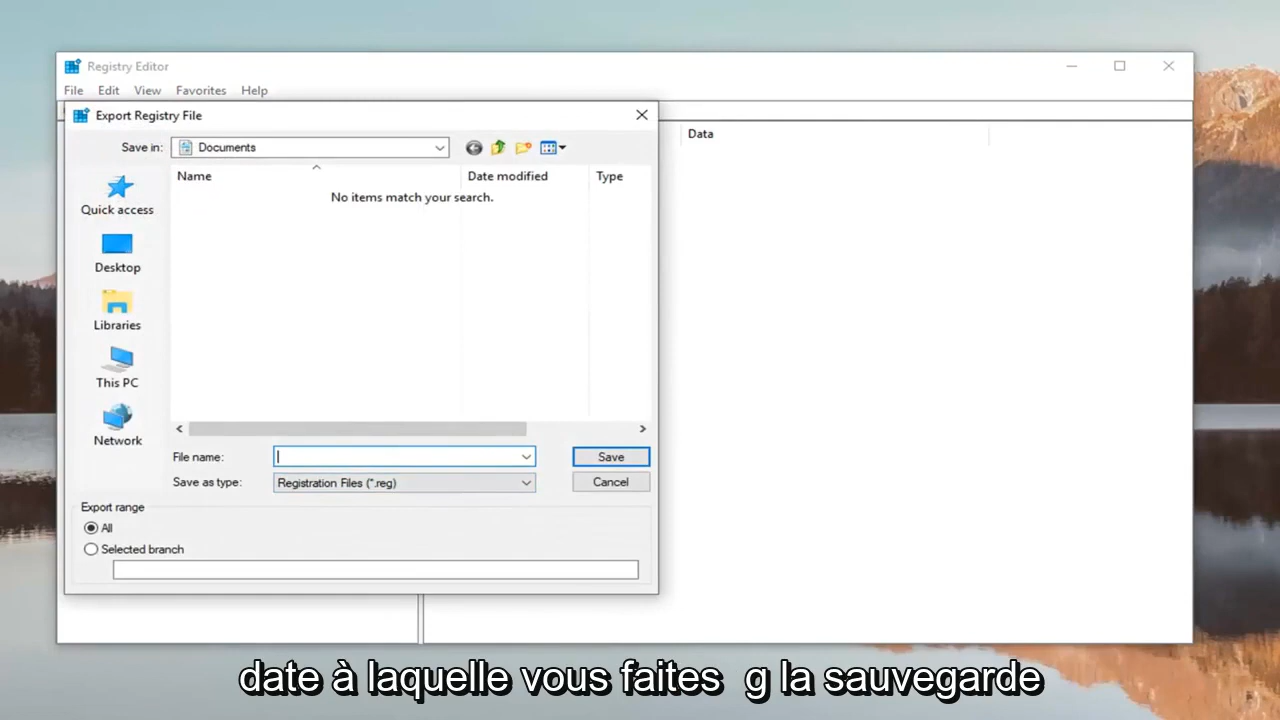 Registry Editor
File Edit View Favorites Help
Export Registry File
Save in: Documents
Data
Name Date modified Type
No items match your search.
Quick access
Desktop
Libraries
This PC
Network
File name: Save
Save as type: Registration Files (*.reg) Cancel
Export range
All
Selected branch
date à laquelle vous faites g la sauvegarde